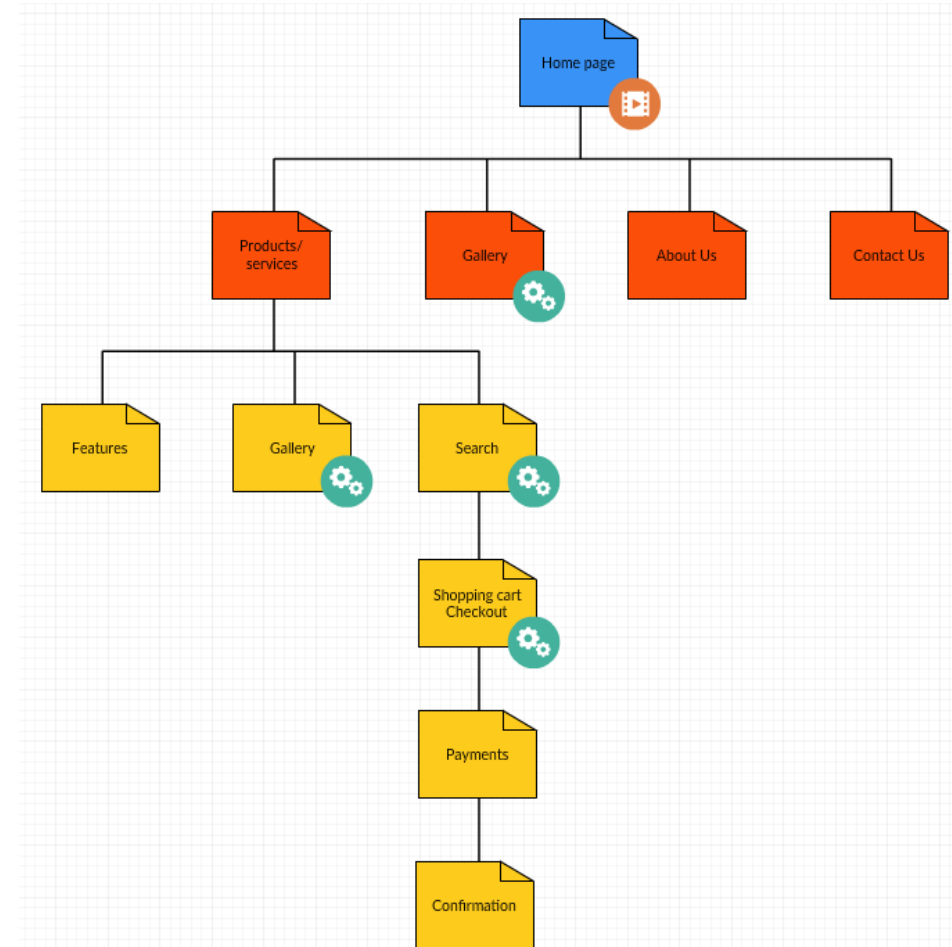 Home page
Products/
services
Gallery
About Us
Contact Us
Features
Gallery
Search
Shopping cart
Checkout
Payments
Confirmation